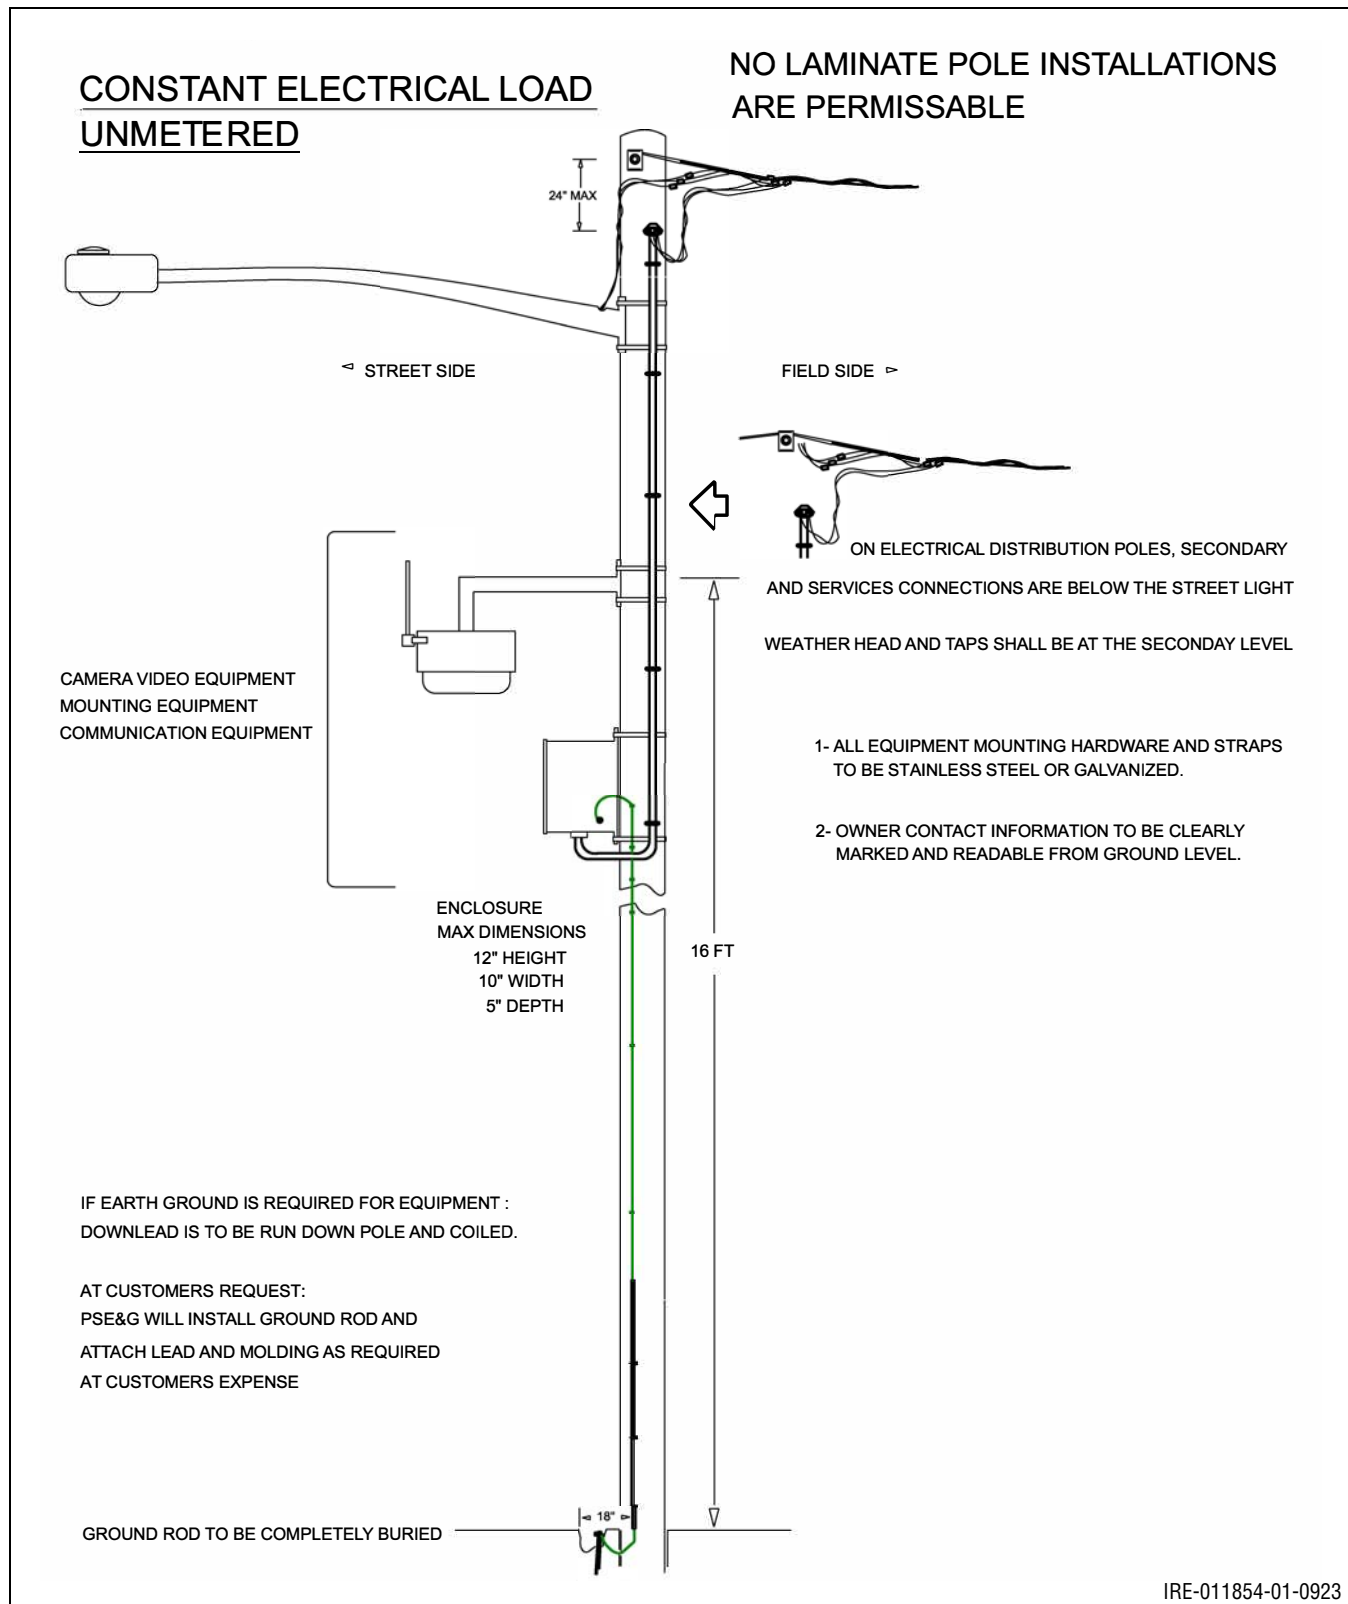 CONSTANT ELECTRICAL LOAD
UNMETERED
NO LAMINATE POLE INSTALLATIONS
ARE PERMISSABLE
24" MAX
STREET SIDE
FIELD SIDE
ON ELECTRICAL DISTRIBUTION POLES, SECONDARY
AND SERVICES CONNECTIONS ARE BELOW THE STREET LIGHT
WEATHER HEAD AND TAPS SHALL BE AT THE SECONDAY LEVEL
CAMERA VIDEO EQUIPMENT
MOUNTING EQUIPMENT
COMMUNICATION EQUIPMENT
1- ALL EQUIPMENT MOUNTING HARDWARE AND STRAPS
TO BE STAINLESS STEEL OR GALVANIZED.
2- OWNER CONTACT INFORMATION TO BE CLEARLY
MARKED AND READABLE FROM GROUND LEVEL.
ENCLOSURE
MAX DIMENSIONS
12" HEIGHT
10" WIDTH
5" DEPTH
16 FT
IF EARTH GROUND IS REQUIRED FOR EQUIPMENT :
DOWNLEAD IS TO BE RUN DOWN POLE AND COILED.
AT CUSTOMERS REQUEST:
PSE&G WILL INSTALL GROUND ROD AND
ATTACH LEAD AND MOLDING AS REQUIRED
AT CUSTOMERS EXPENSE
18"
GROUND ROD TO BE COMPLETELY BURIED
IRE-011854-01-0923